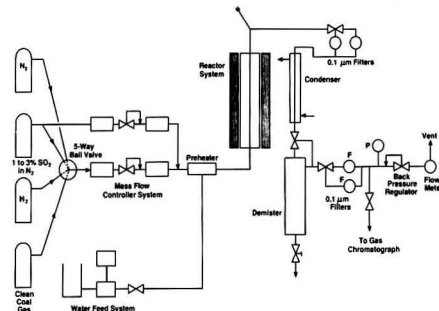 N₂
1 to 3% SO₂
in N₂
H₂
Clean
Coal
Gas
5-Way
Ball Valve
Mass Flow
Controller System
Preheater
Water Feed System
Reactor
System
0.1 μm Filters
Condenser
Demister
F
F
0.1 μm
Filters
P
To Gas
Chromatograph
Back
Pressure
Regulator
Vent
Flow
Meter